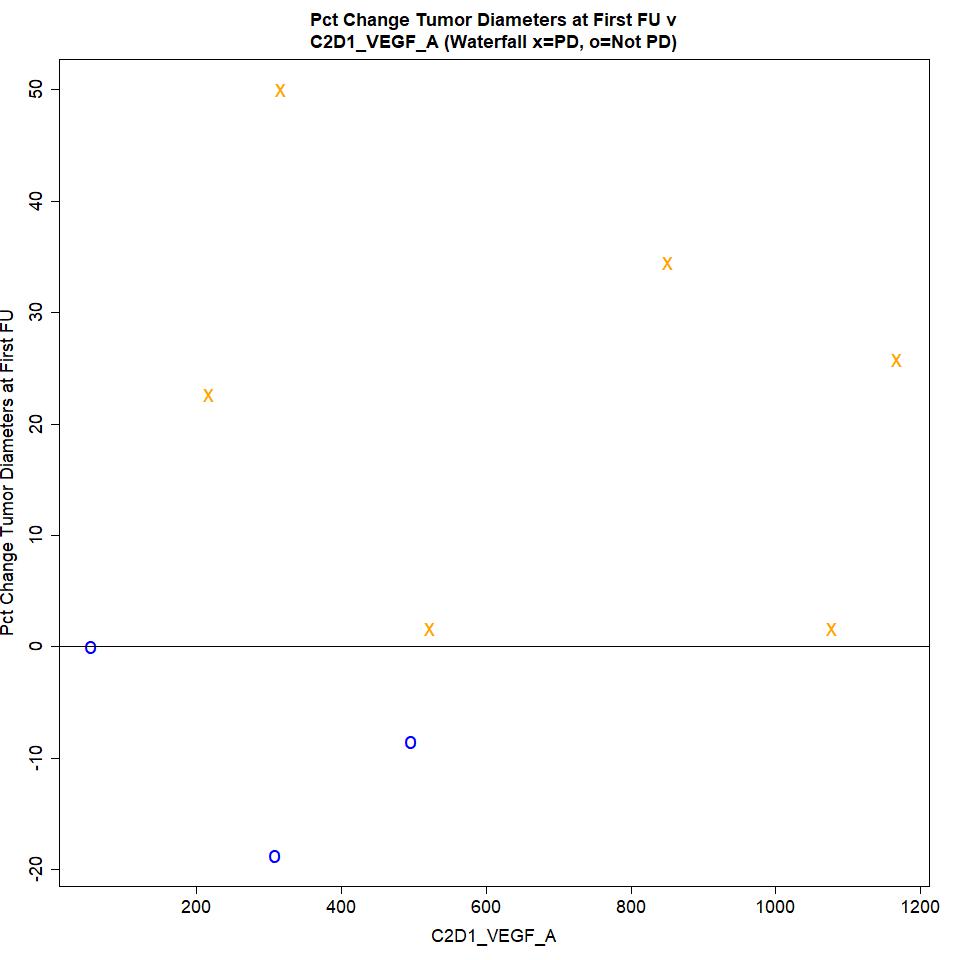 Pct Change Tumor Diameters at First FU v
C2D1_VEGF_A (Waterfall x=PD, o=Not PD)
Pct Change Tumor Diameters at First FU
50
40
30
20
10
0
-10
-20
X
X
X
X
X
X
O
O
O
200 400 600 800 1000 1200
C2D1_VEGF_A